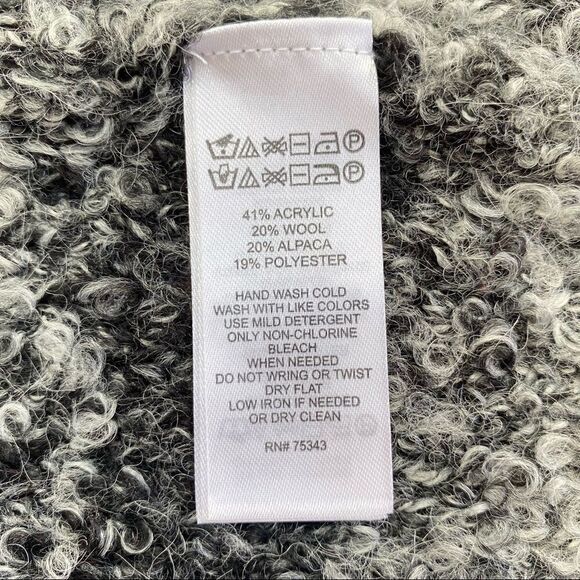 41% ACRYLIC
20% WOOL
20% ALPACA
19% POLYESTER
HAND WASH COLD
WASH WITH LIKE COLORS
USE MILD DETERGENT
ONLY NON-CHLORINE
BLEACH
WHEN NEEDED
DO NOT WRING OR TWIST
DRY FLAT
LOW IRON IF NEEDED
OR DRY CLEAN
RN# 75343